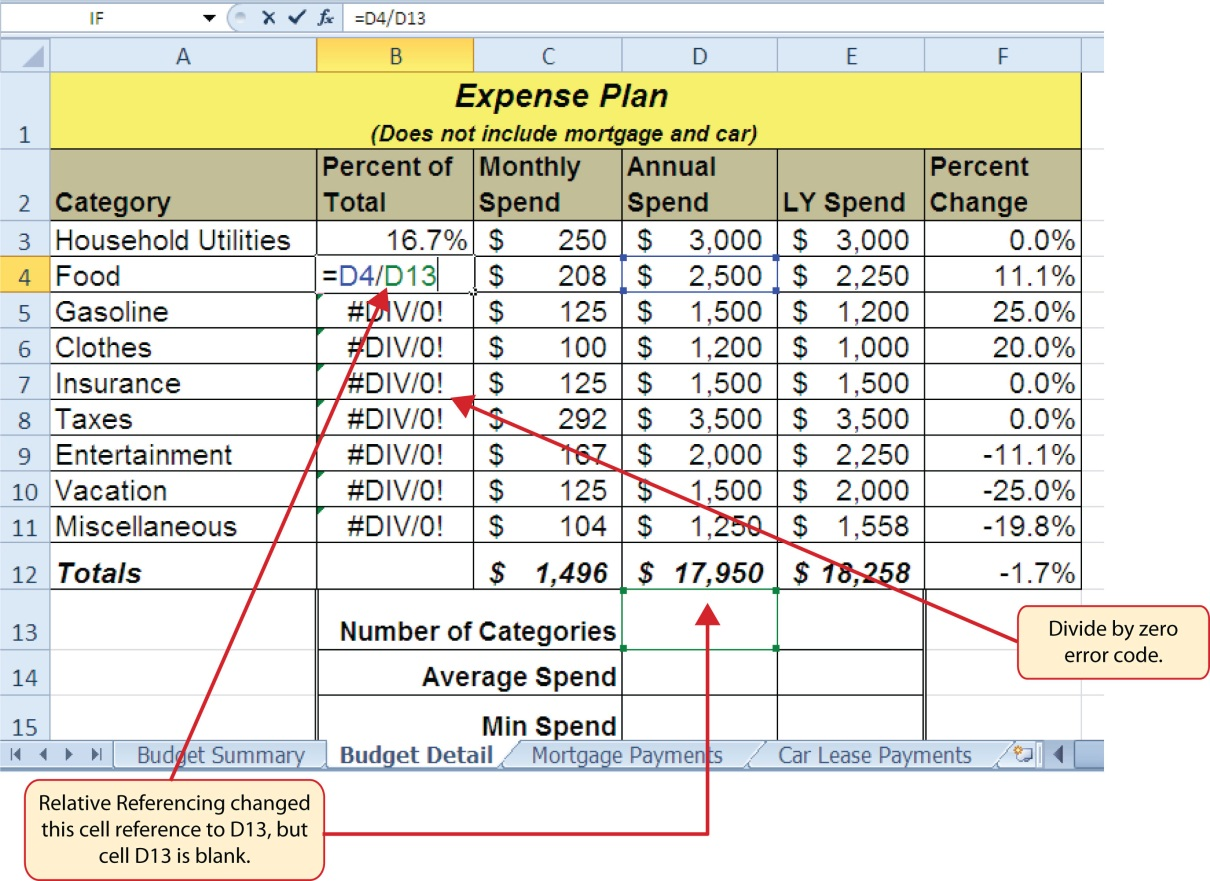 IF =D4/D13
A B C D E F
Expense Plan
1 (Does not include mortgage and car)
Percent of Monthly Annual Percent
2 Category Total Spend Spend LY Spend Change
3 Household Utilities 16.7% $ 250 $ 3,000 $ 3,000 0.0%
4 Food =D4/D13 $ 208 $ 2,500 $ 2,250 11.1%
5 Gasoline #DIV/0! $ 125 $ 1,500 $ 1,200 25.0%
6 Clothes #DIV/0! $ 100 $ 1,200 $ 1,000 20.0%
7 Insurance #DIV/0! $ 125 $ 1,500 $ 1,500 0.0%
8 Taxes #DIV/0! $ 292 $ 3,500 $ 3,500 0.0%
9 Entertainment #DIV/0! $ 167 $ 2,000 $ 2,250 -11.1%
10 Vacation #DIV/0! $ 125 $ 1,500 $ 2,000 -25.0%
11 Miscellaneous #DIV/0! $ 104 $ 1,250 $ 1,558 -19.8%
12 Totals $ 1,496 $ 17,950 $ 18,258 -1.7%
13 Number of Categories
14 Average Spend
15 Min Spend
Budget Summary Budget Detail Mortgage Payments Car Lease Payments
Divide by zero
error code.
Relative Referencing changed
this cell reference to D13, but
cell D13 is blank.